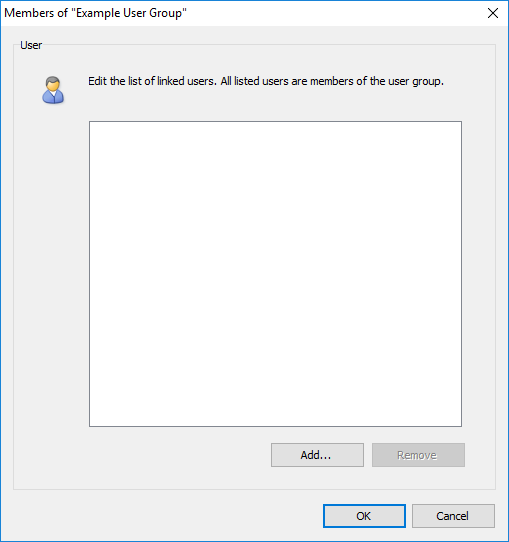 Members of "Example User Group"
User
Edit the list of linked users. All listed users are members of the user group.
Add...
Remove
OK
Cancel